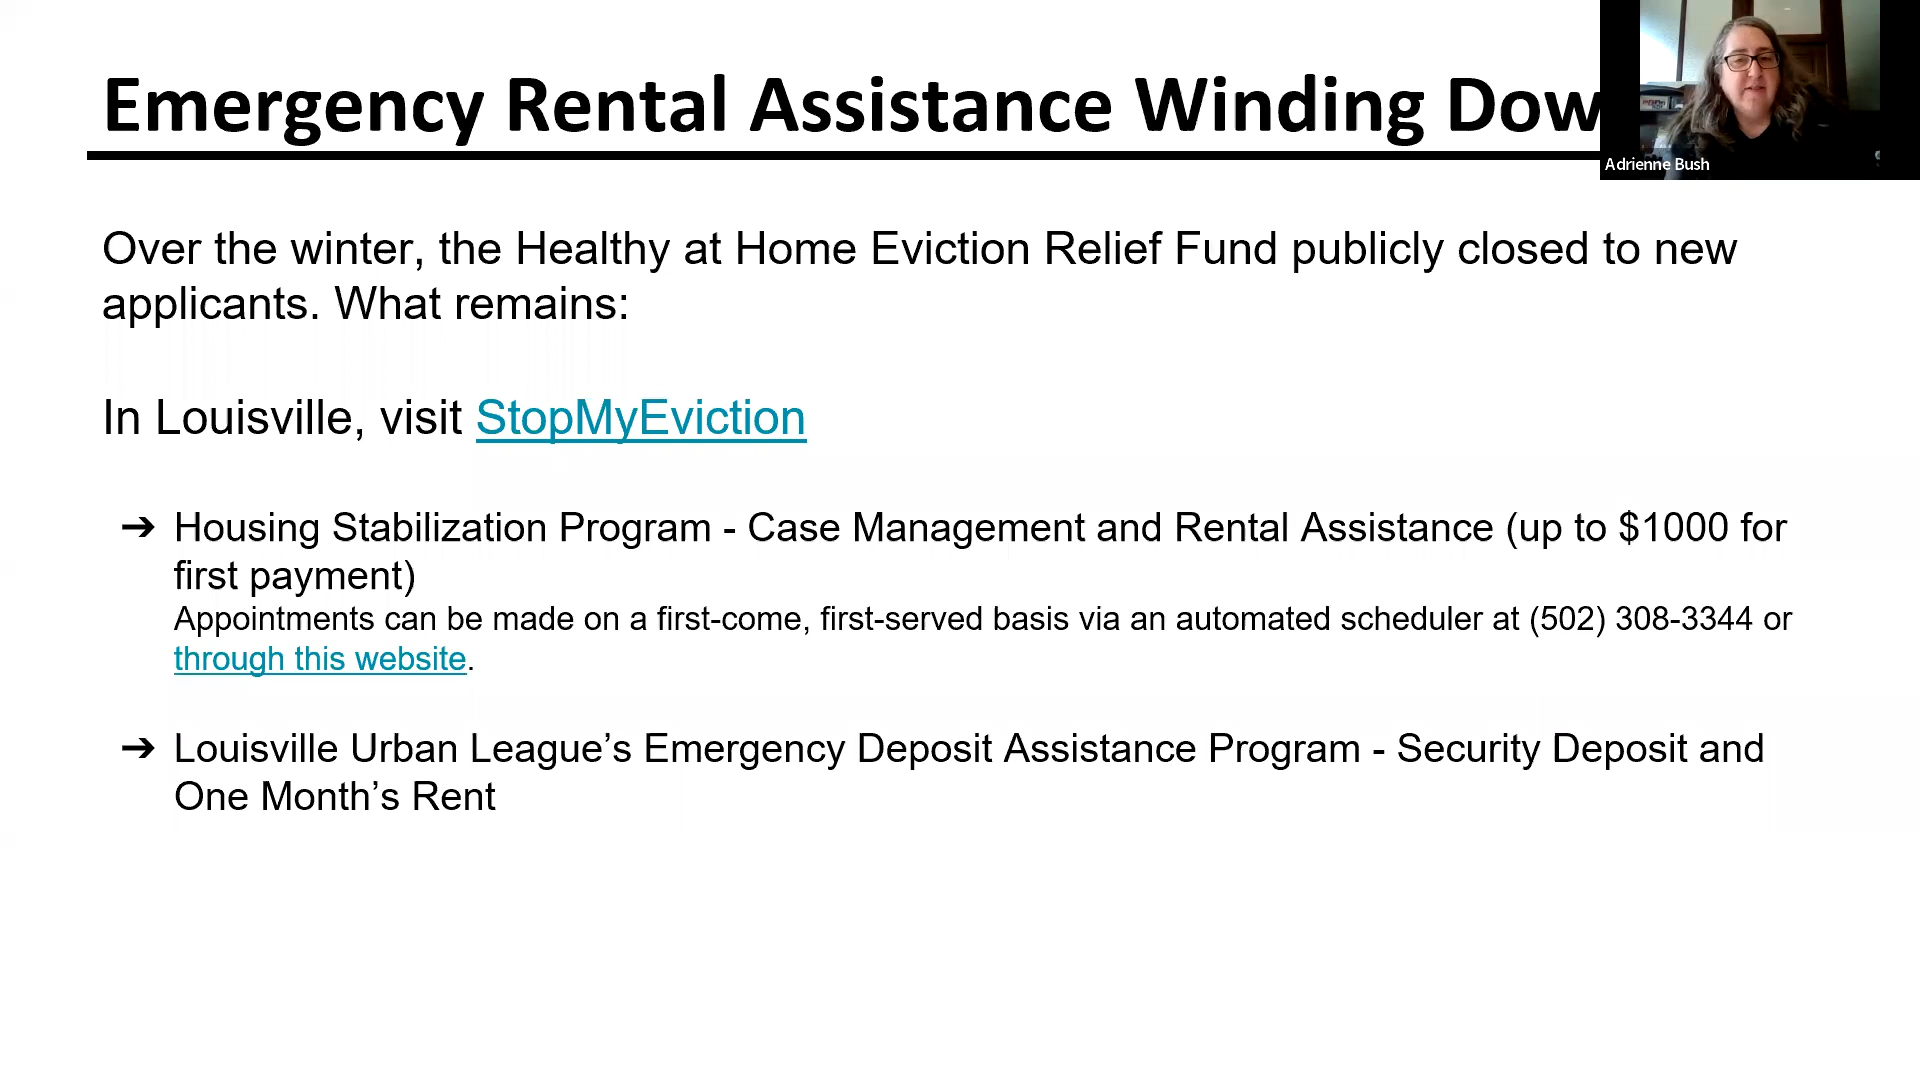 Emergency Rental Assistance Winding Dow
Adrienne Bush
Over the winter, the Healthy at Home Eviction Relief Fund publicly closed to new
applicants. What remains:
In Louisville, visit StopMyEviction
➔ Housing Stabilization Program - Case Management and Rental Assistance (up to $1000 for
first payment)
Appointments can be made on a first-come, first-served basis via an automated scheduler at (502) 308-3344 or
through this website.
➔ Louisville Urban League’s Emergency Deposit Assistance Program - Security Deposit and
One Month’s Rent